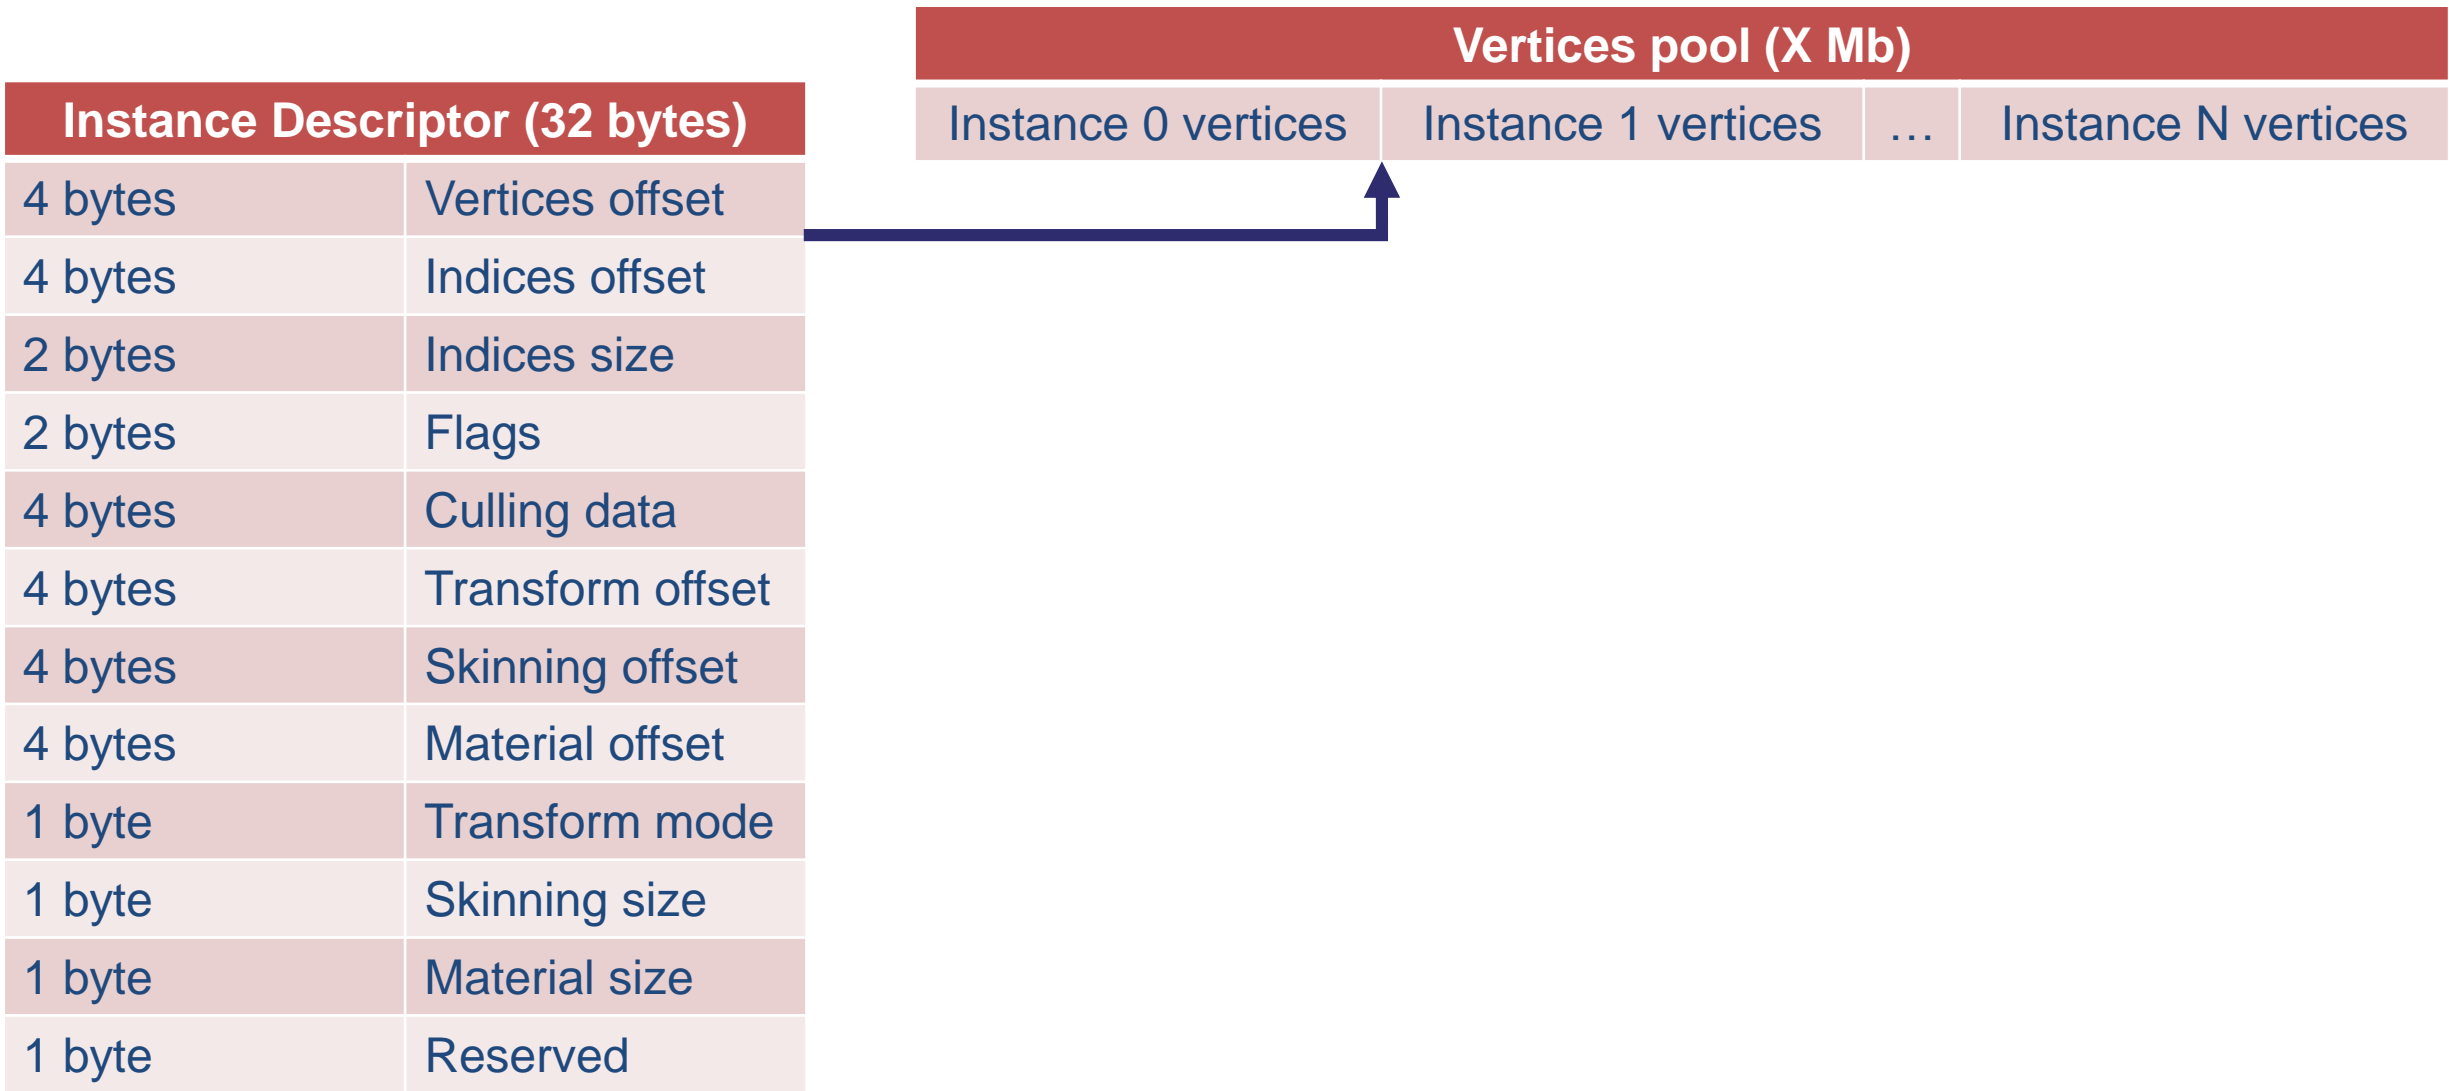 Vertices pool (X Mb)
Instance 0 vertices Instance 1 vertices … Instance N vertices
Instance Descriptor (32 bytes)
4 bytes Vertices offset
4 bytes Indices offset
2 bytes Indices size
2 bytes Flags
4 bytes Culling data
4 bytes Transform offset
4 bytes Skinning offset
4 bytes Material offset
1 byte Transform mode
1 byte Skinning size
1 byte Material size
1 byte Reserved